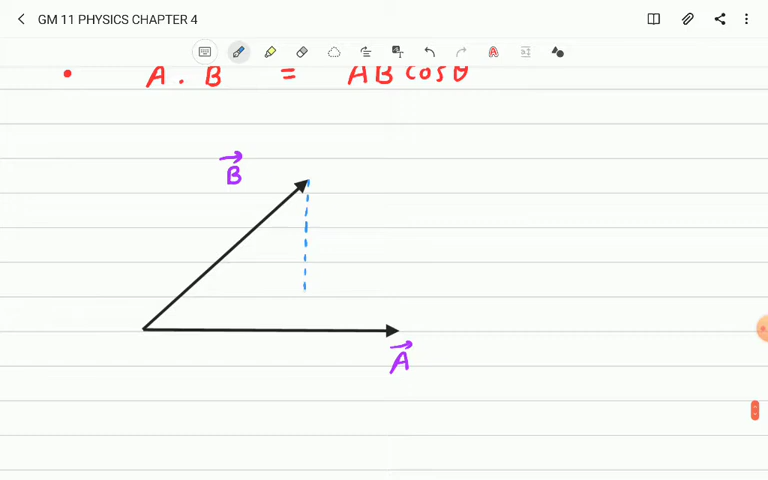 GM 11 PHYSICS CHAPTER 4
• A . B = AB cos θ
B⃗
A⃗